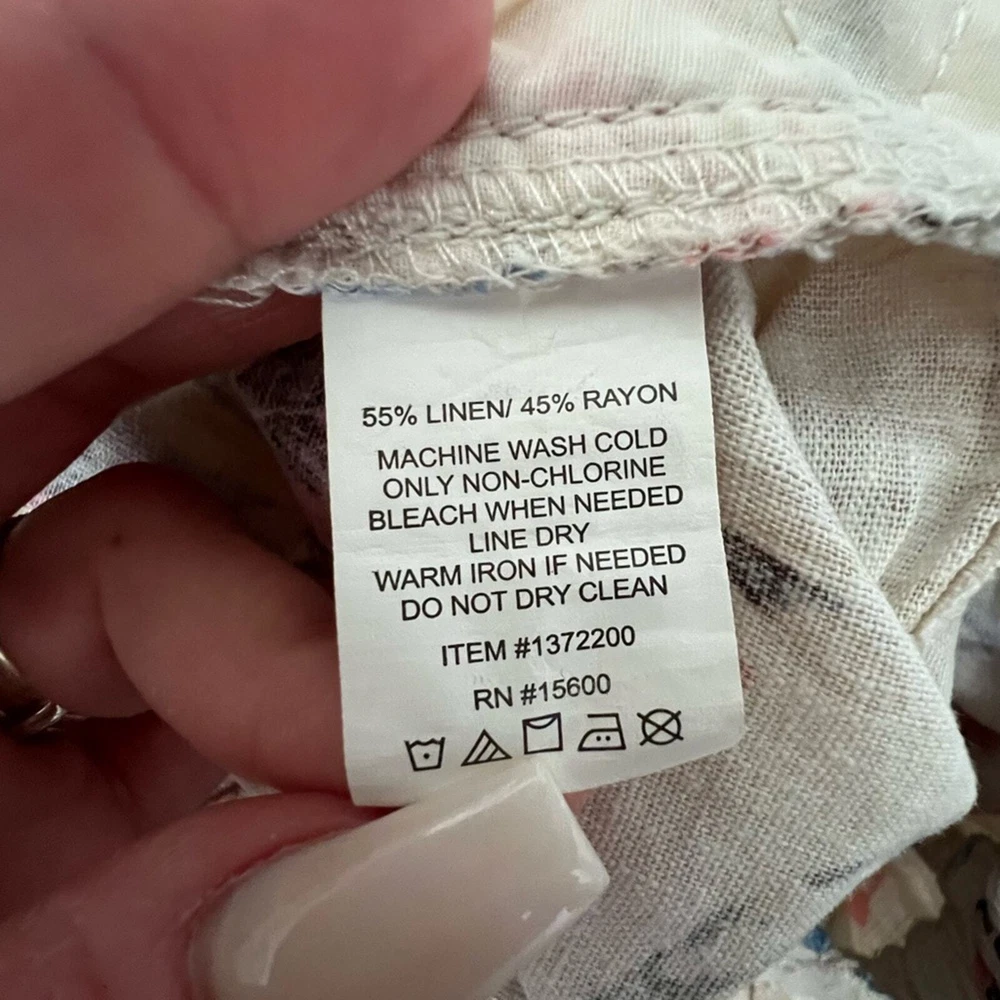 55% LINEN/ 45% RAYON
MACHINE WASH COLD
ONLY NON-CHLORINE
BLEACH WHEN NEEDED
LINE DRY
WARM IRON IF NEEDED
DO NOT DRY CLEAN
ITEM #1372200
RN #15600